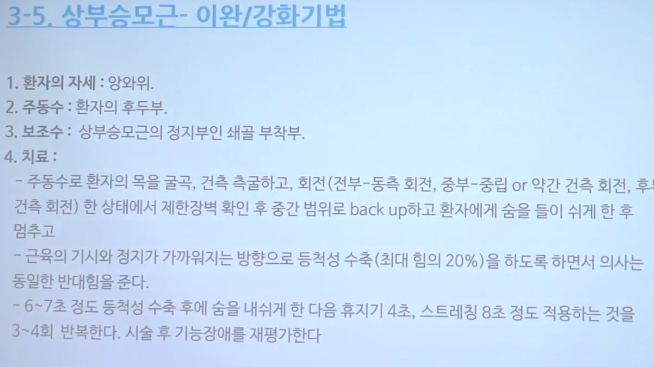 3-5. 상부승모근- 이완/강화기법
1. 환자의 자세 : 앙와위.
2. 주동수 : 환자의 후두부.
3. 보조수 : 상부승모근의 정지부인 쇄골 부착부.
4. 치료 :
- 주동수로 환자의 목을 굴곡, 건측 측굴하고, 회전(전부-동측 회전, 중부-중립 or 약간 건측 회전,
건측 회전) 한 상태에서 제한장벽 확인 후 중간 범위로 back up하고 환자에게 숨을 들이 쉬게 한 후
멈추고
- 근육의 기시와 정지가 가까워지는 방향으로 등척성 수축(최대 힘의 20%)을 하도록 하면서 의사는
동일한 반대힘을 준다.
- 6~7초 정도 등척성 수축 후에 숨을 내쉬게 한 다음 휴지기 4초, 스트레칭 8초 정도 적용하는 것을
3~4회 반복한다. 시술 후 기능장애를 재평가한다